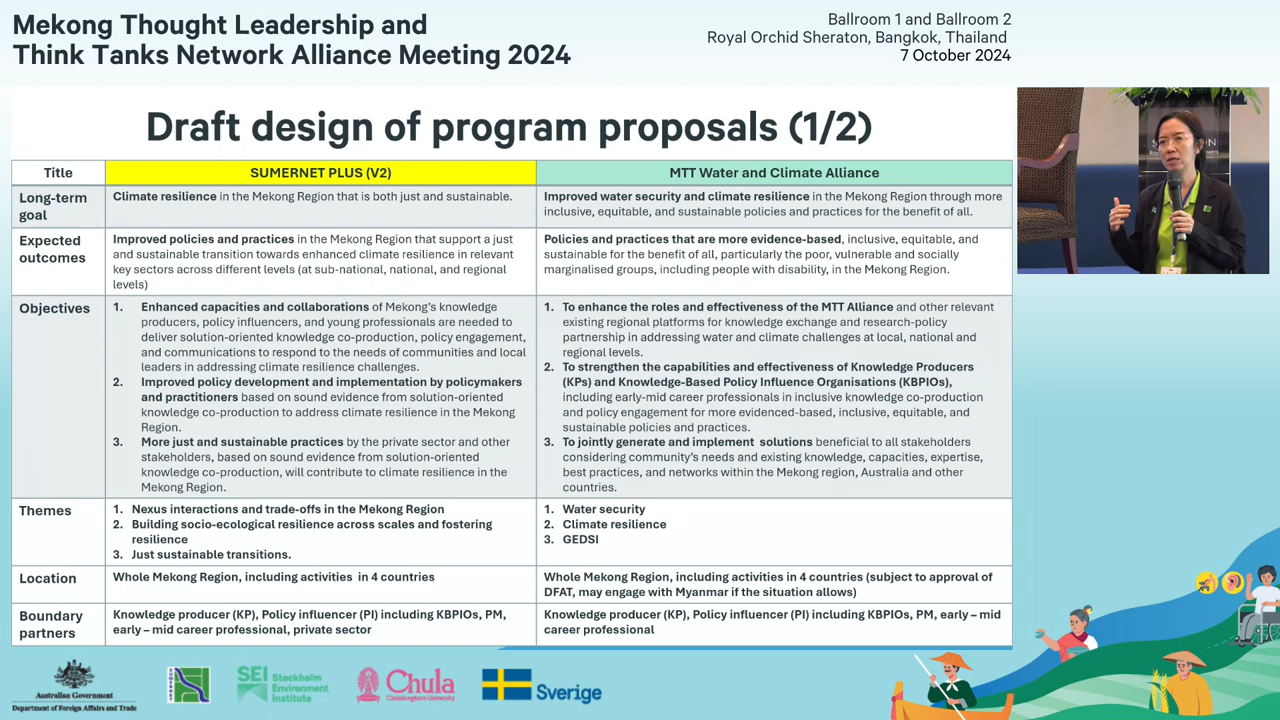 Mekong Thought Leadership and
Think Tanks Network Alliance Meeting 2024
Ballroom 1 and Ballroom 2
Royal Orchid Sheraton, Bangkok, Thailand
7 October 2024
Draft design of program proposals (1/2)
Title
SUMERNET PLUS (V2)
MTT Water and Climate Alliance
Long-term
goal
Climate resilience in the Mekong Region that is both just and sustainable.
Improved water security and climate resilience in the Mekong Region through more
inclusive, equitable, and sustainable policies and practices for the benefit of all.
Expected
outcomes
Improved policies and practices in the Mekong Region that support a just
and sustainable transition towards enhanced climate resilience in relevant
key sectors across different levels (at sub-national, national, and regional
levels)
Policies and practices that are more evidence-based, inclusive, equitable, and
sustainable for the benefit of all, particularly the poor, vulnerable and socially
marginalised groups, including people with disability, in the Mekong Region.
Objectives
1. Enhanced capacities and collaborations of Mekong's knowledge
producers, policy influencers, and young professionals are needed to
deliver solution-oriented knowledge co-production, policy engagement,
and communications to respond to the needs of communities and local
leaders in addressing climate resilience challenges.
2. Improved policy development and implementation by policymakers
and practitioners based on sound evidence from solution-oriented
knowledge co-production to address climate resilience in the Mekong
Region.
3. More just and sustainable practices by the private sector and other
stakeholders, based on sound evidence from solution-oriented
knowledge co-production, will contribute to climate resilience in the
Mekong Region.
1. To enhance the roles and effectiveness of the MTT Alliance and other relevant
existing regional platforms for knowledge exchange and research-policy
partnership in addressing water and climate challenges at local, national and
regional levels.
2. To strengthen the capabilities and effectiveness of Knowledge Producers
(KPs) and Knowledge-Based Policy Influence Organisations (KBPIOs),
including early-mid career professionals in inclusive knowledge co-production
and policy engagement for more evidenced-based, inclusive, equitable, and
sustainable policies and practices.
3. To jointly generate and implement solutions beneficial to all stakeholders
considering community's needs and existing knowledge, capacities, expertise,
best practices, and networks within the Mekong region, Australia and other
countries.
Themes
1. Nexus interactions and trade-offs in the Mekong Region
2. Building socio-ecological resilience across scales and fostering
resilience
3. Just sustainable transitions.
1. Water security
2. Climate resilience
3. GEDSI
Location
Whole Mekong Region, including activities in 4 countries
Whole Mekong Region, including activities in 4 countries (subject to approval of
DFAT, may engage with Myanmar if the situation allows)
Boundary
partners
Knowledge producer (KP), Policy influencer (PI) including KBPIOs, PM,
early – mid career professional, private sector
Knowledge producer (KP), Policy influencer (PI) including KBPIOs, PM, early – mid
career professional
Australian Government
Department of Foreign Affairs and Trade
SUMERNET
SEI Stockholm
Environment
Institute
Chula
Chulalongkorn University
Sverige